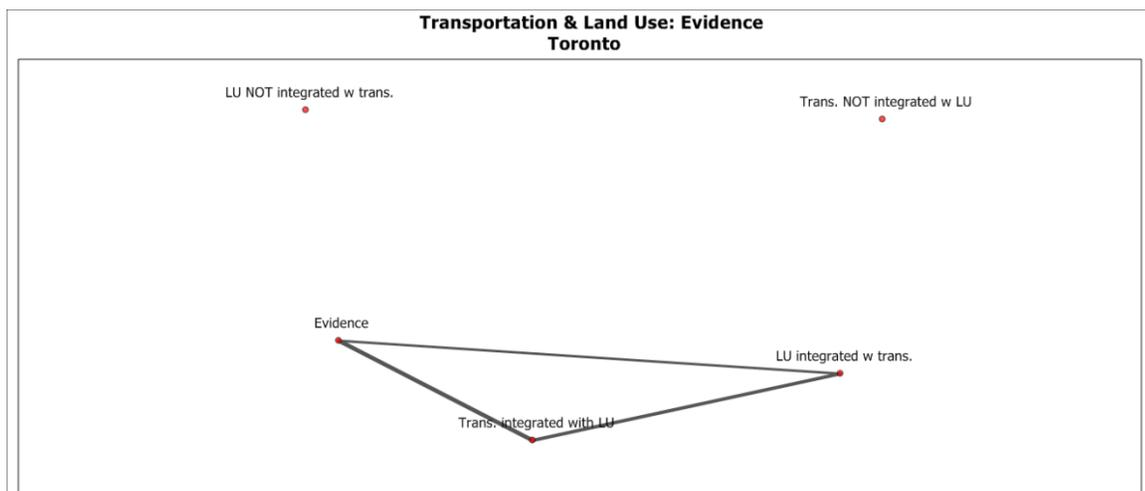 Transportation & Land Use: Evidence
Toronto
LU NOT integrated w trans.
Trans. NOT integrated w LU
Evidence
LU integrated w trans.
Trans. integrated with LU